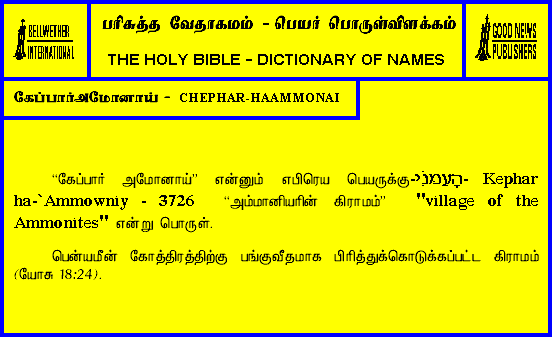 BELLWETHER
INTERNATIONAL
பரிசுத்த வேதாகமம் - பெயர் பொருள்விளக்கம்
THE HOLY BIBLE - DICTIONARY OF NAMES
GOOD NEWS
PUBLISHERS
கேப்பார்அமோனாய் - CHEPHAR-HAAMMONAI
“கேப்பார் அமோனாய்” என்னும் எபிரெய பெயருக்கு-הָעַמֹּנַי- Kephar
ha-`Ammowniy - 3726 “அம்மானியரின் கிராமம்” "village of the
Ammonites" என்று பொருள்.
பென்யமீன் கோத்திரத்திற்கு பங்குவீதமாக பிரித்துக்கொடுக்கப்பட்ட கிராமம்
(யோசு 18:24).